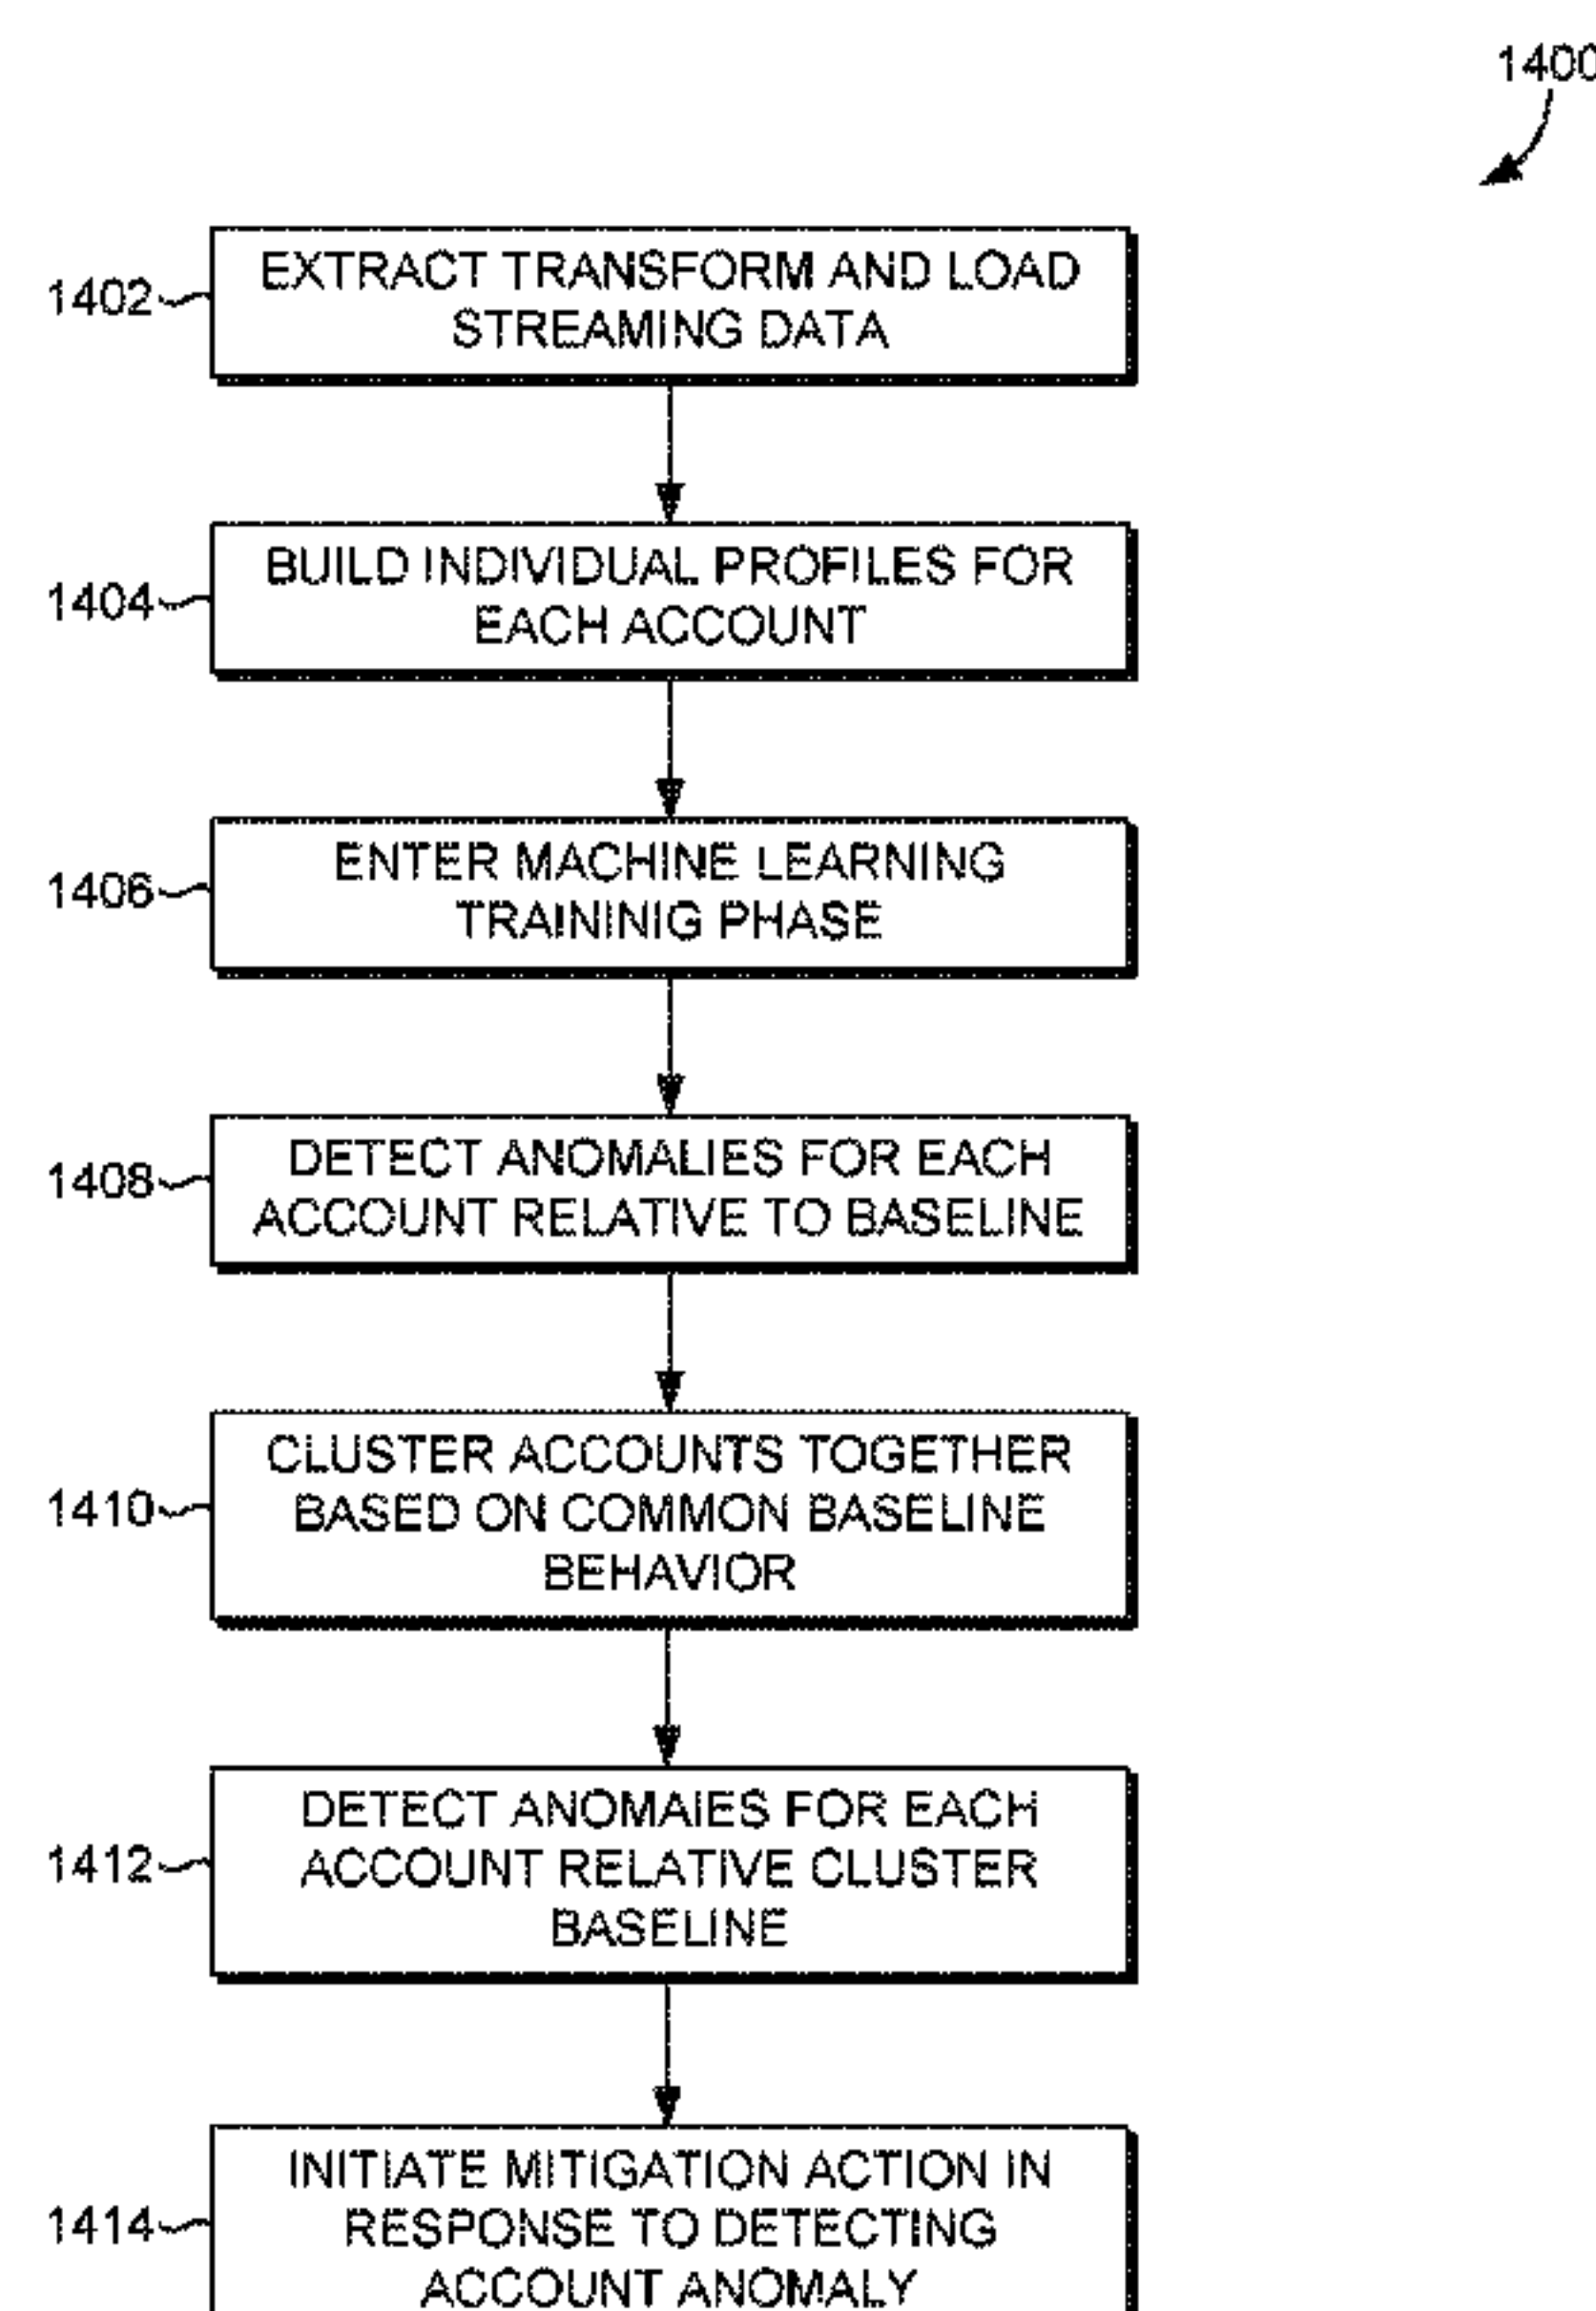 1400
1402
EXTRACT TRANSFORM AND LOAD
STREAMING DATA
1404
BUILD INDIVIDUAL PROFILES FOR
EACH ACCOUNT
1406
ENTER MACHINE LEARNING
TRAININIG PHASE
1408
DETECT ANOMALIES FOR EACH
ACCOUNT RELATIVE TO BASELINE
1410
CLUSTER ACCOUNTS TOGETHER
BASED ON COMMON BASELINE
BEHAVIOR
1412
DETECT ANOMAIES FOR EACH
ACCOUNT RELATIVE CLUSTER
BASELINE
1414
INITIATE MITIGATION ACTION IN
RESPONSE TO DETECTING
ACCOUNT ANOMALY